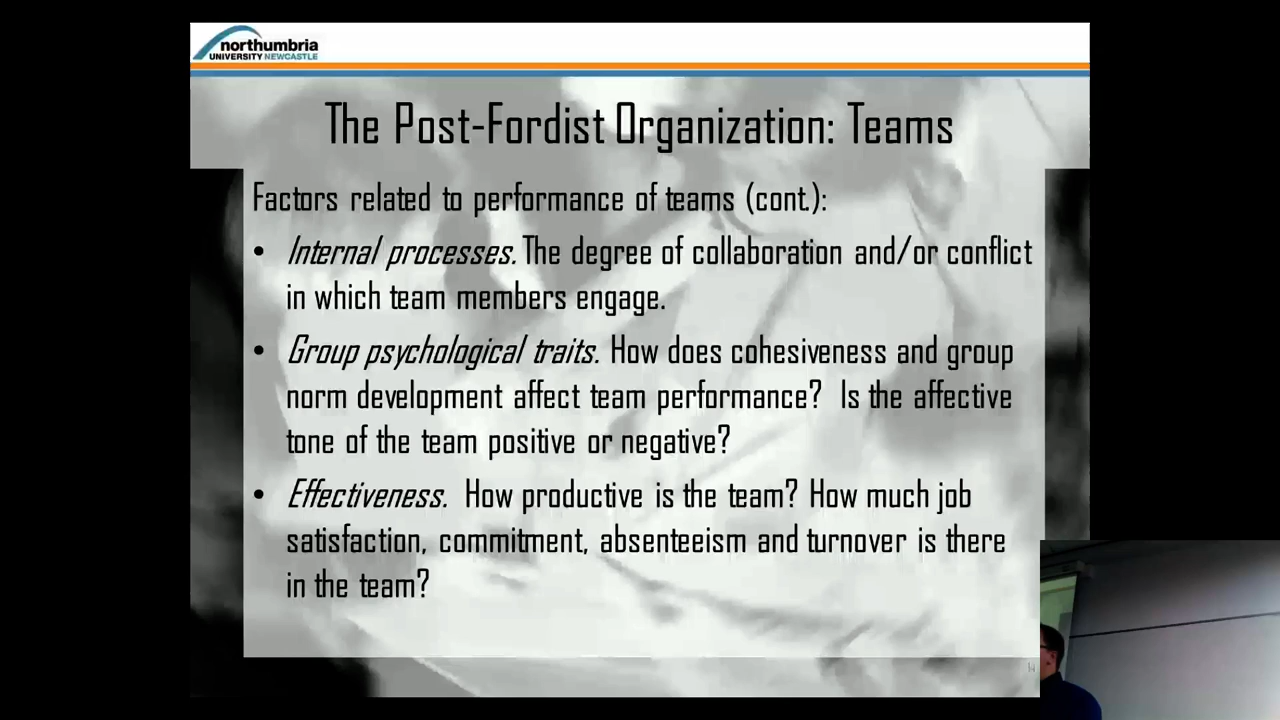 northumbria
UNIVERSITY NEWCASTLE
The Post-Fordist Organization: Teams
Factors related to performance of teams (cont.):
• Internal processes. The degree of collaboration and/or conflict
in which team members engage.
• Group psychological traits. How does cohesiveness and group
norm development affect team performance? Is the affective
tone of the team positive or negative?
• Effectiveness. How productive is the team? How much job
satisfaction, commitment, absenteeism and turnover is there
in the team?